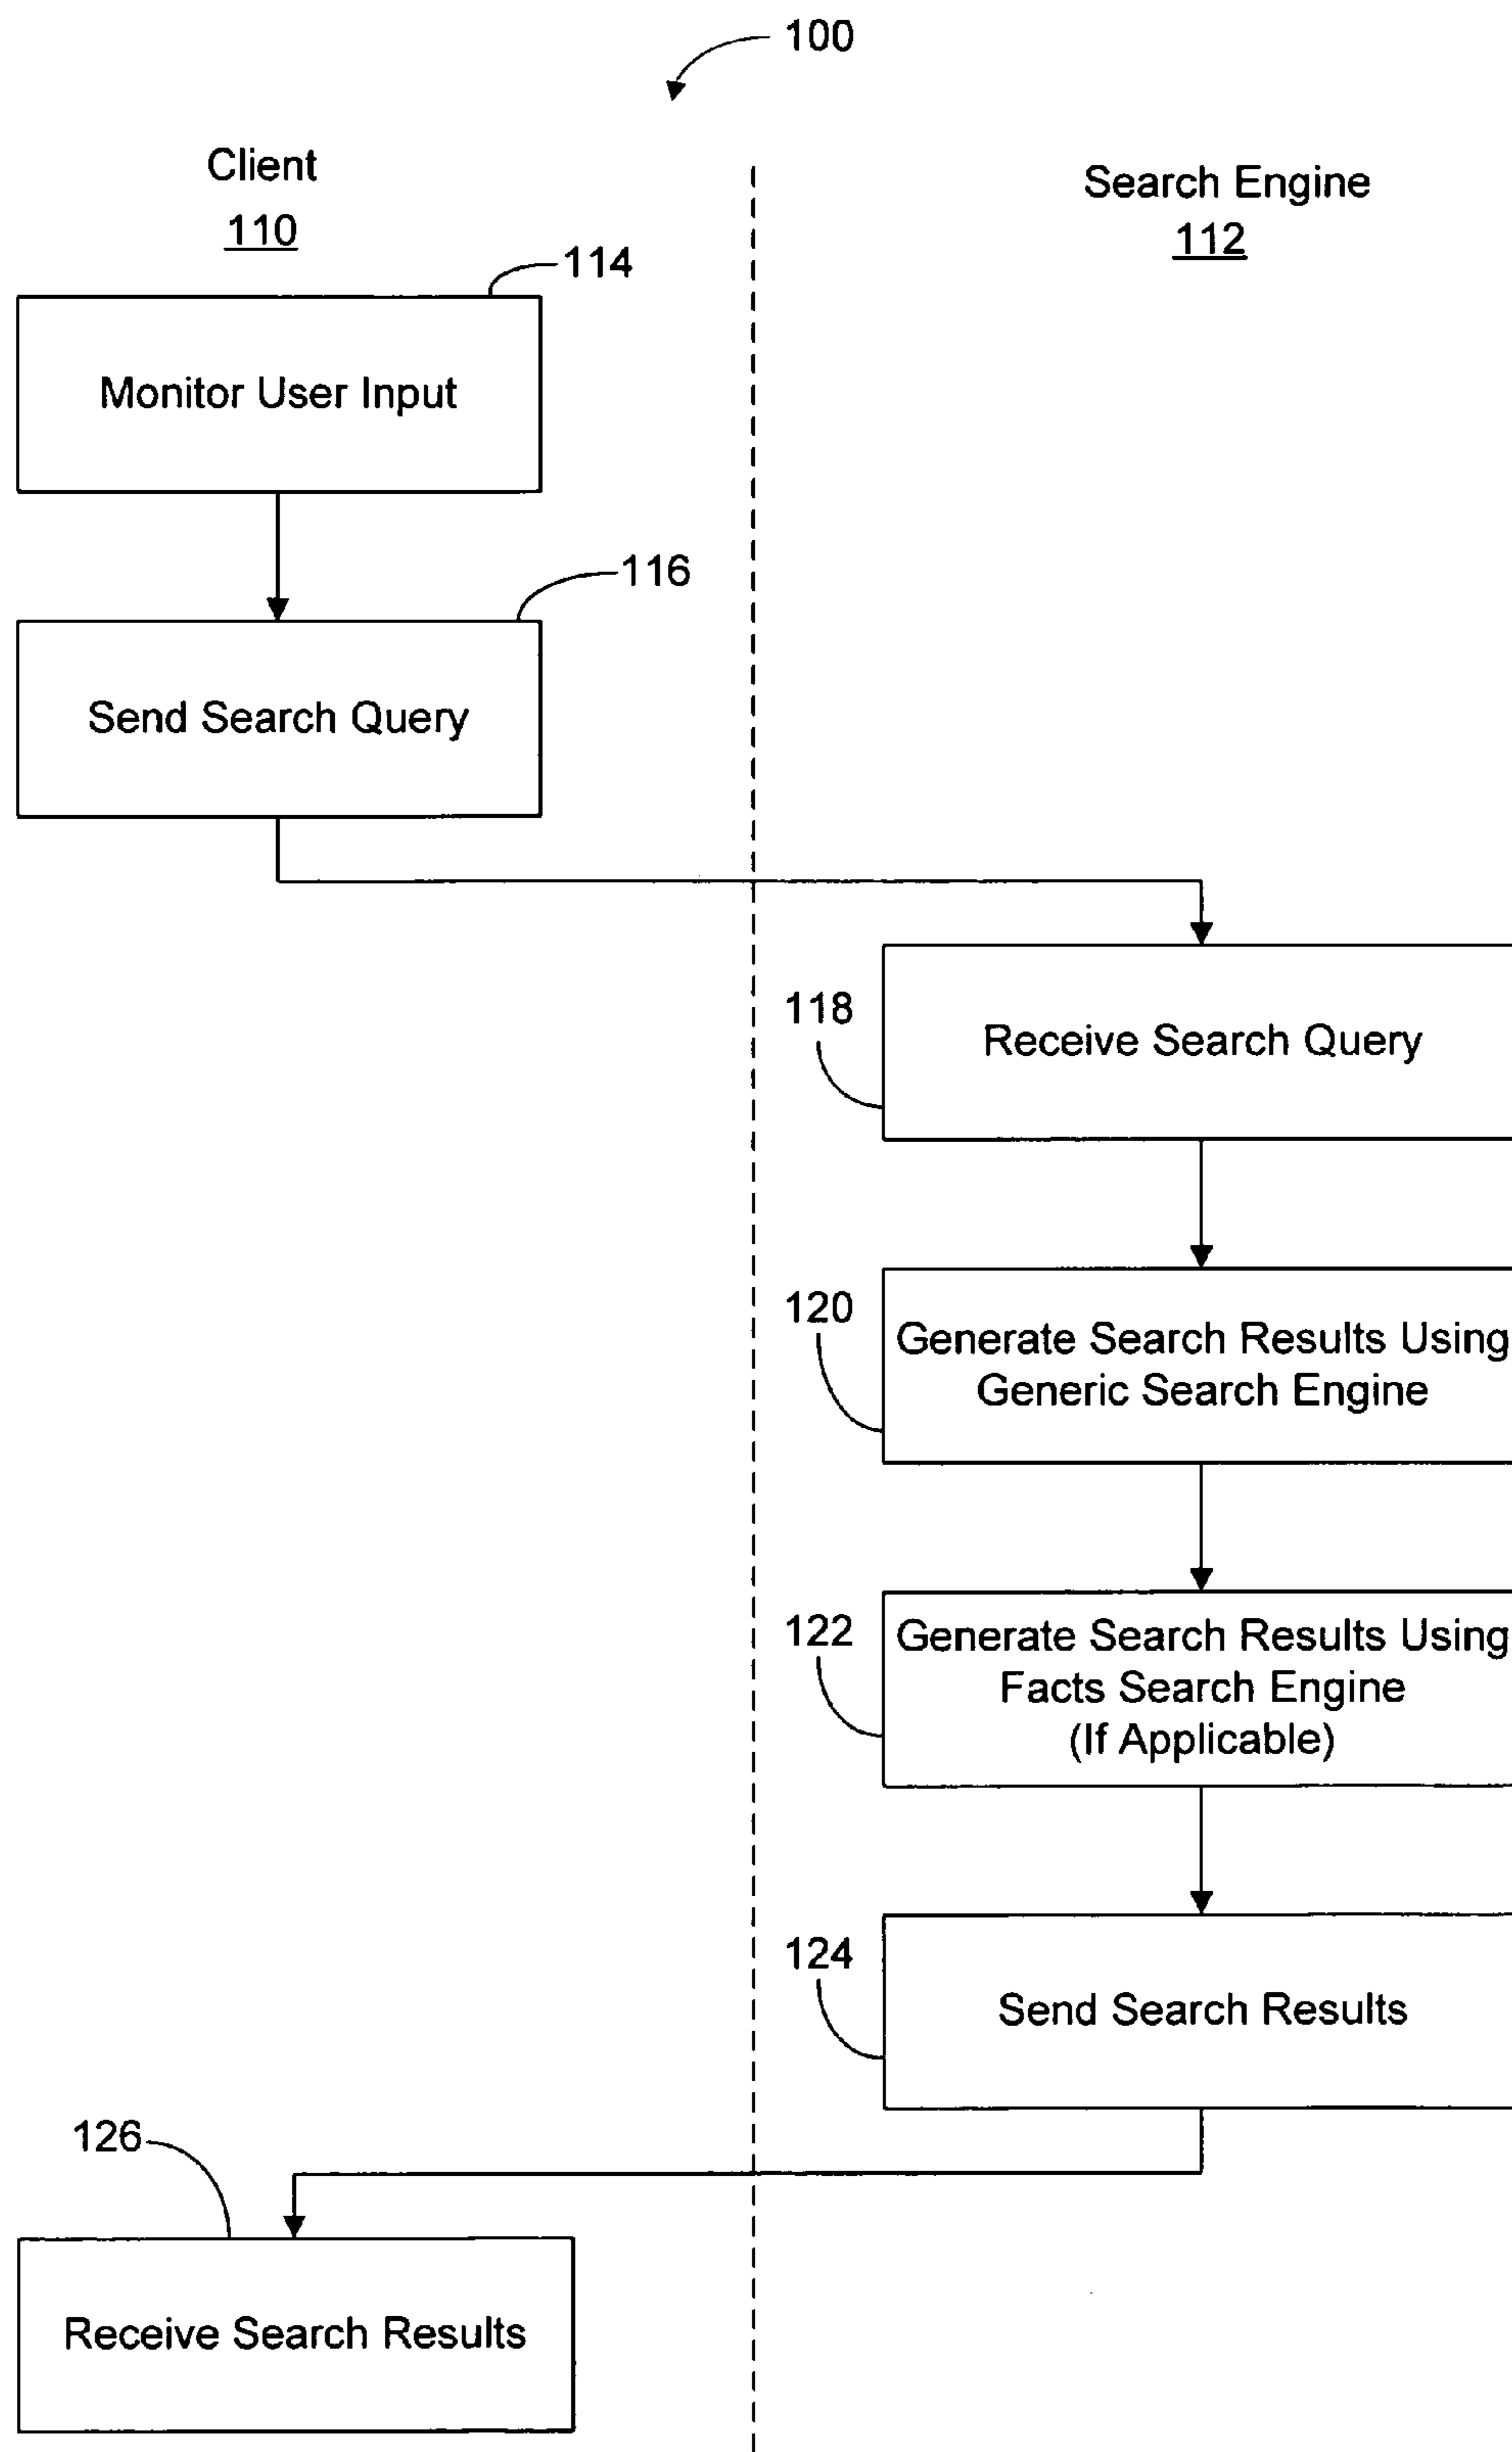 100
Client
110
Search Engine
112
114
Monitor User Input
116
Send Search Query
118
Receive Search Query
120
Generate Search Results Using
Generic Search Engine
122
Generate Search Results Using
Facts Search Engine
(If Applicable)
124
Send Search Results
126
Receive Search Results